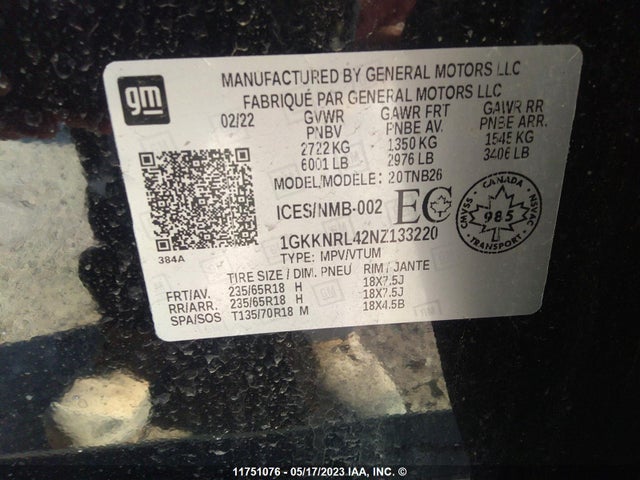 gm
MANUFACTURED BY GENERAL MOTORS LLC
FABRIQUÉ PAR GENERAL MOTORS LLC
02/22 GVWR GAWR FRT GAWR RR
PNBV PNBE AV. PNBE ARR.
2722 KG 1350 KG 1545 KG
6001 LB 2976 LB 3406 LB
MODEL/MODÈLE: 20TNB26
ICES/NMB-002 EC
CANADA
CMVSS 985 NSVAC
384A
1GKKNRL42NZ133220
TYPE: MPV/VTUM
TIRE SIZE / DIM. PNEU RIM / JANTE
FRT/AV. 235/65R18 H 18X7.5J
RR/ARR. 235/65R18 H 18X7.5J
SPA/SOS T135/70R18 M 18X4.5B
11751076 - 05/17/2023 IAA, INC. ©